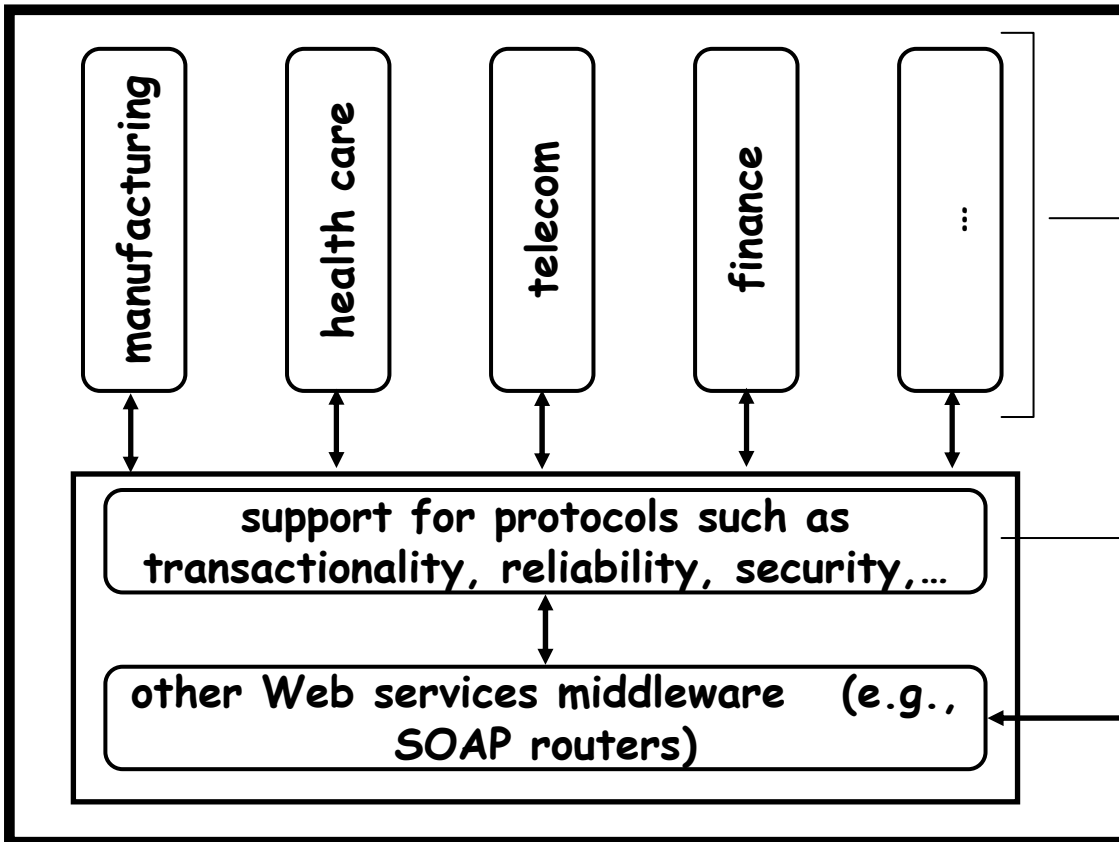 manufacturing
health care
telecom
finance
...
support for protocols such as
transactionality, reliability, security,...
other Web services middleware (e.g.,
SOAP routers)